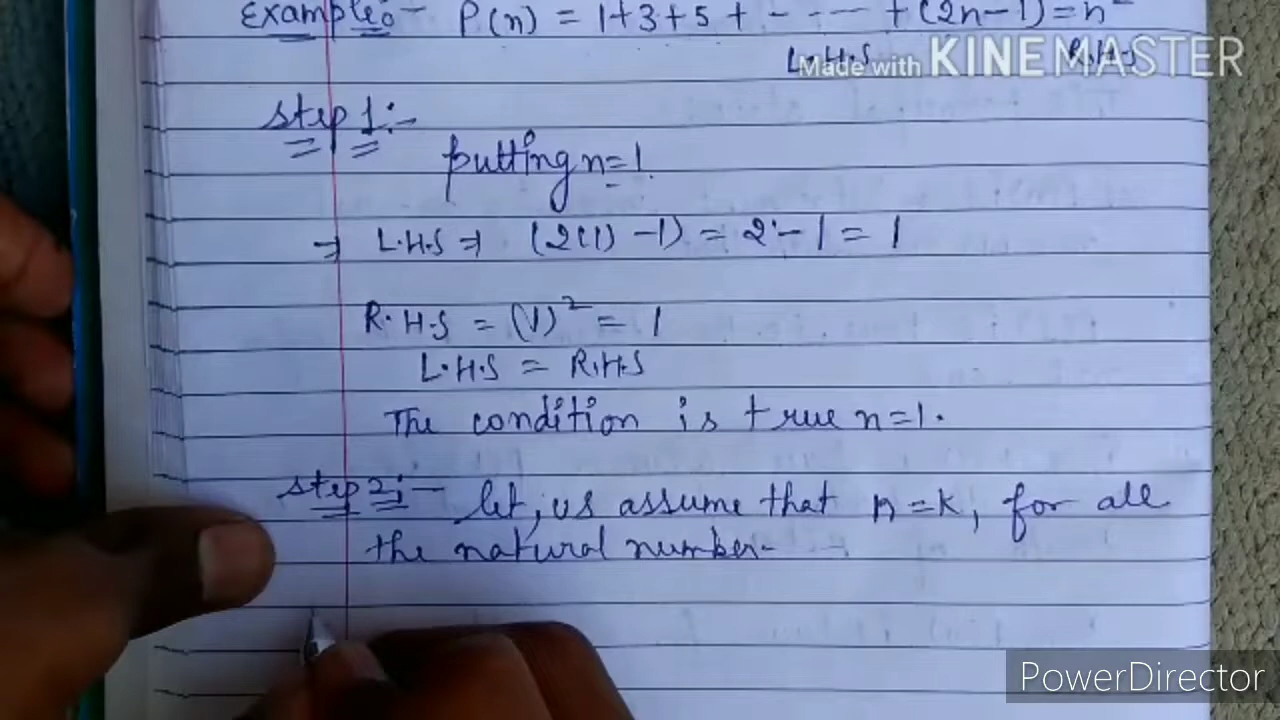 Example:- P(n) = 1+3+5+ - - - - - +(2n-1)=n²
L.H.S R.H.S
Made with KINEMASTER
Step 1:-
Putting n=1.
⇒ L.H.S ⇒ (2(1) -1) = 2-1 = 1
R.H.S = (1)² = 1
L.H.S = R.H.S
The condition is true n=1.
Step 2:- let, us assume that n=k, for all
the natural number-
PowerDirector